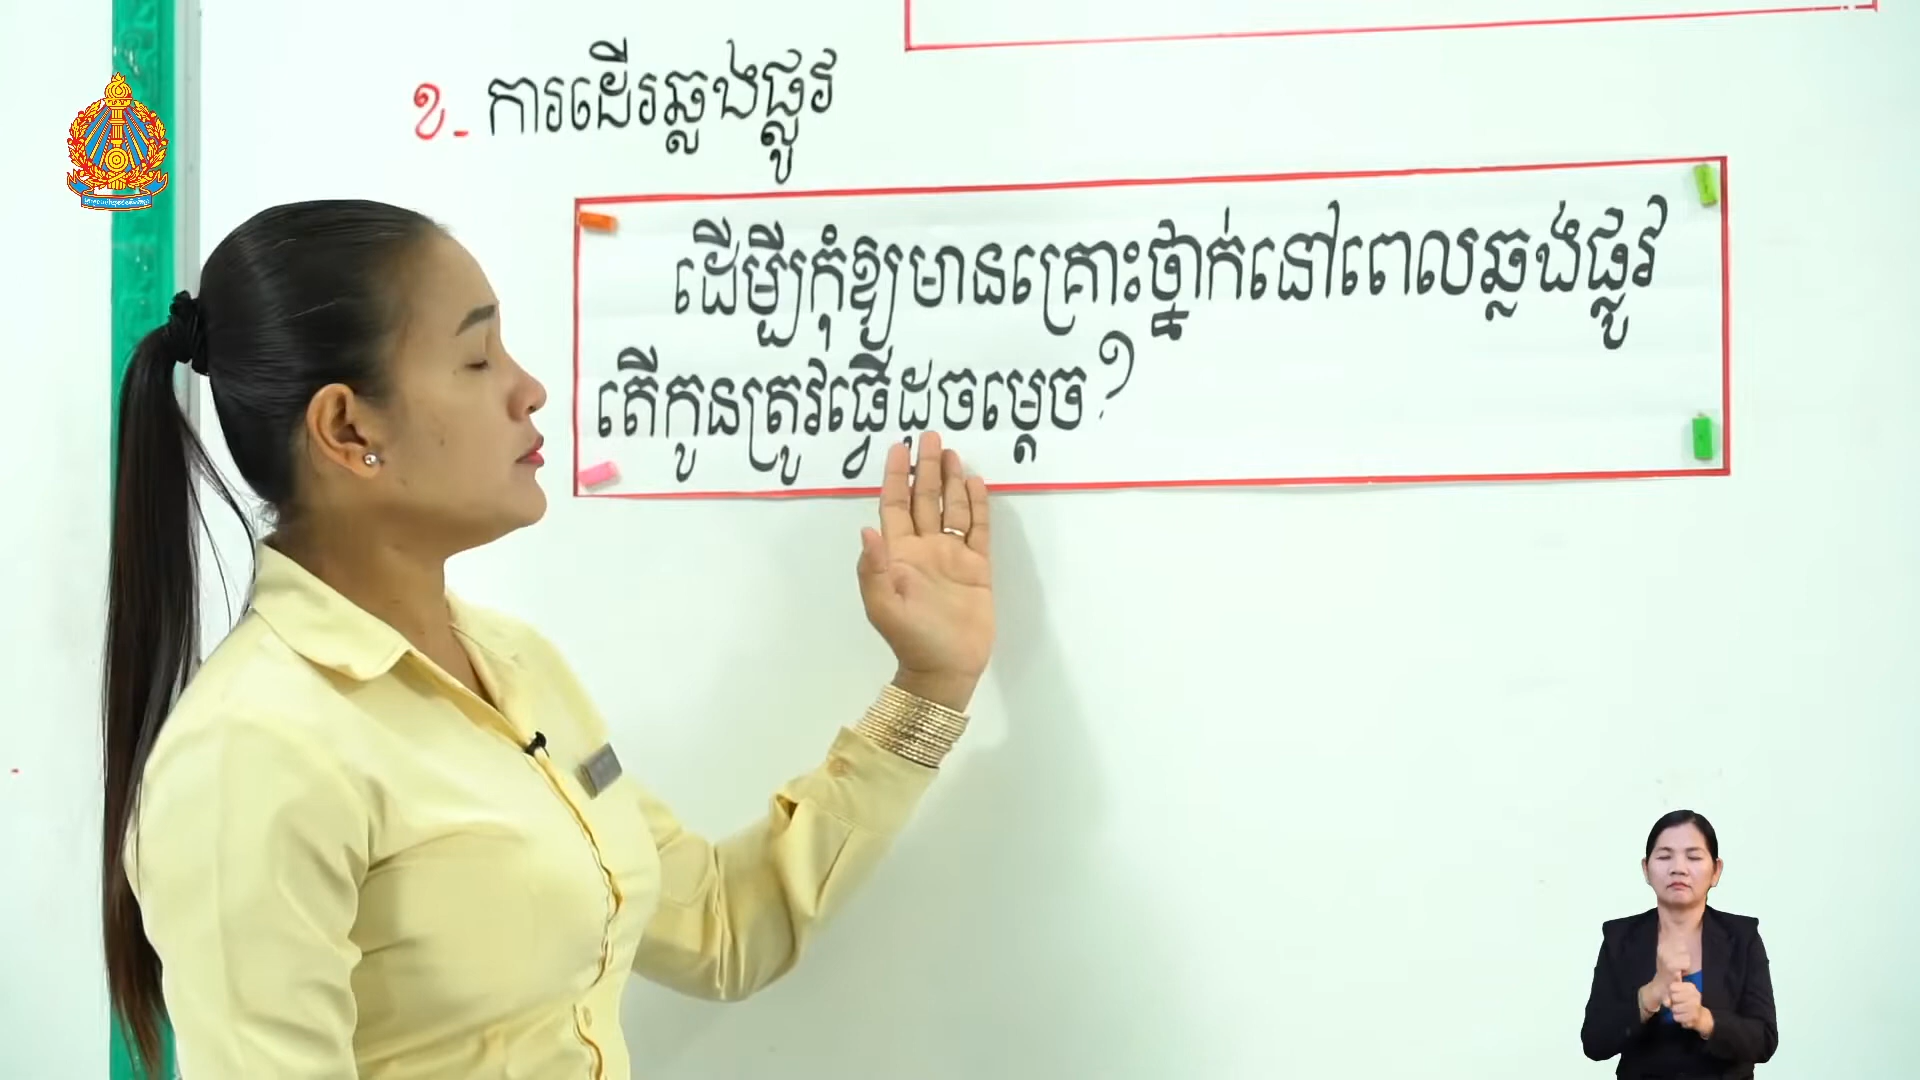 ខ- ការដើរឆ្លងផ្លូវ
ដើម្បីកុំឱ្យមានគ្រោះថ្នាក់នៅពេលឆ្លងផ្លូវ
តើកូនត្រូវធ្វើដូចម្ដេច?